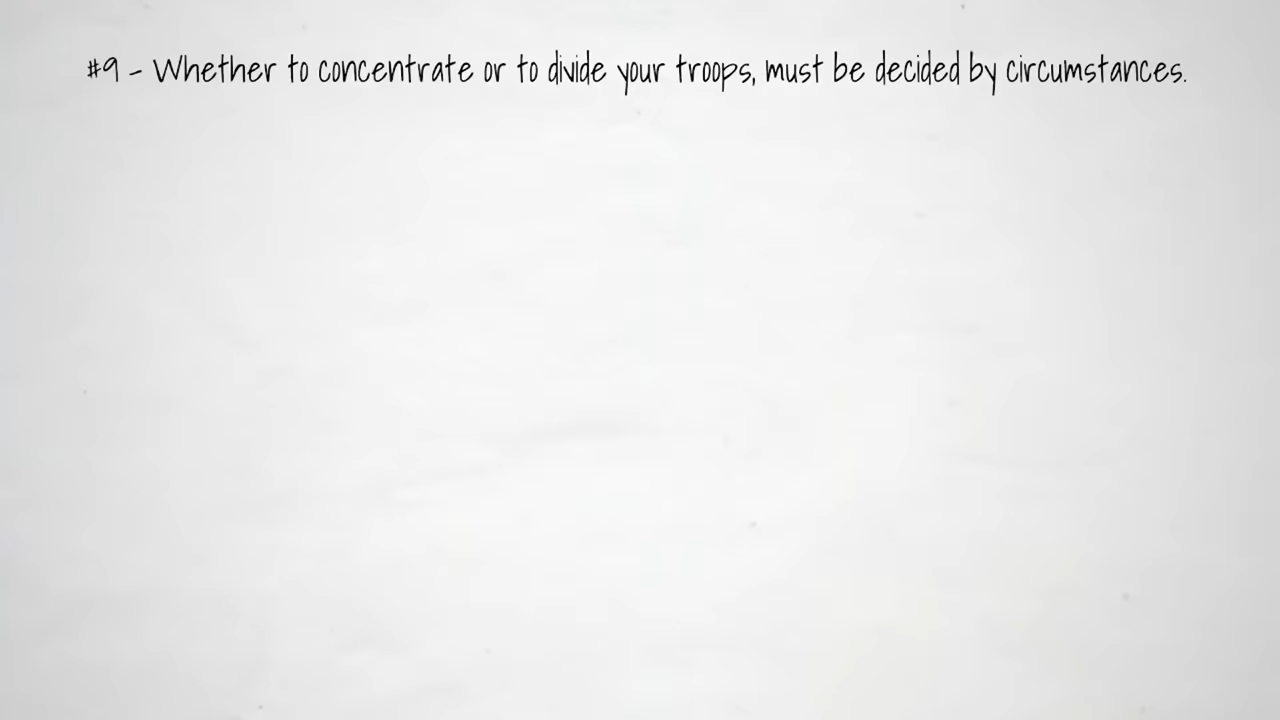 #9 - Whether to concentrate or to divide your troops, must be decided by circumstances.